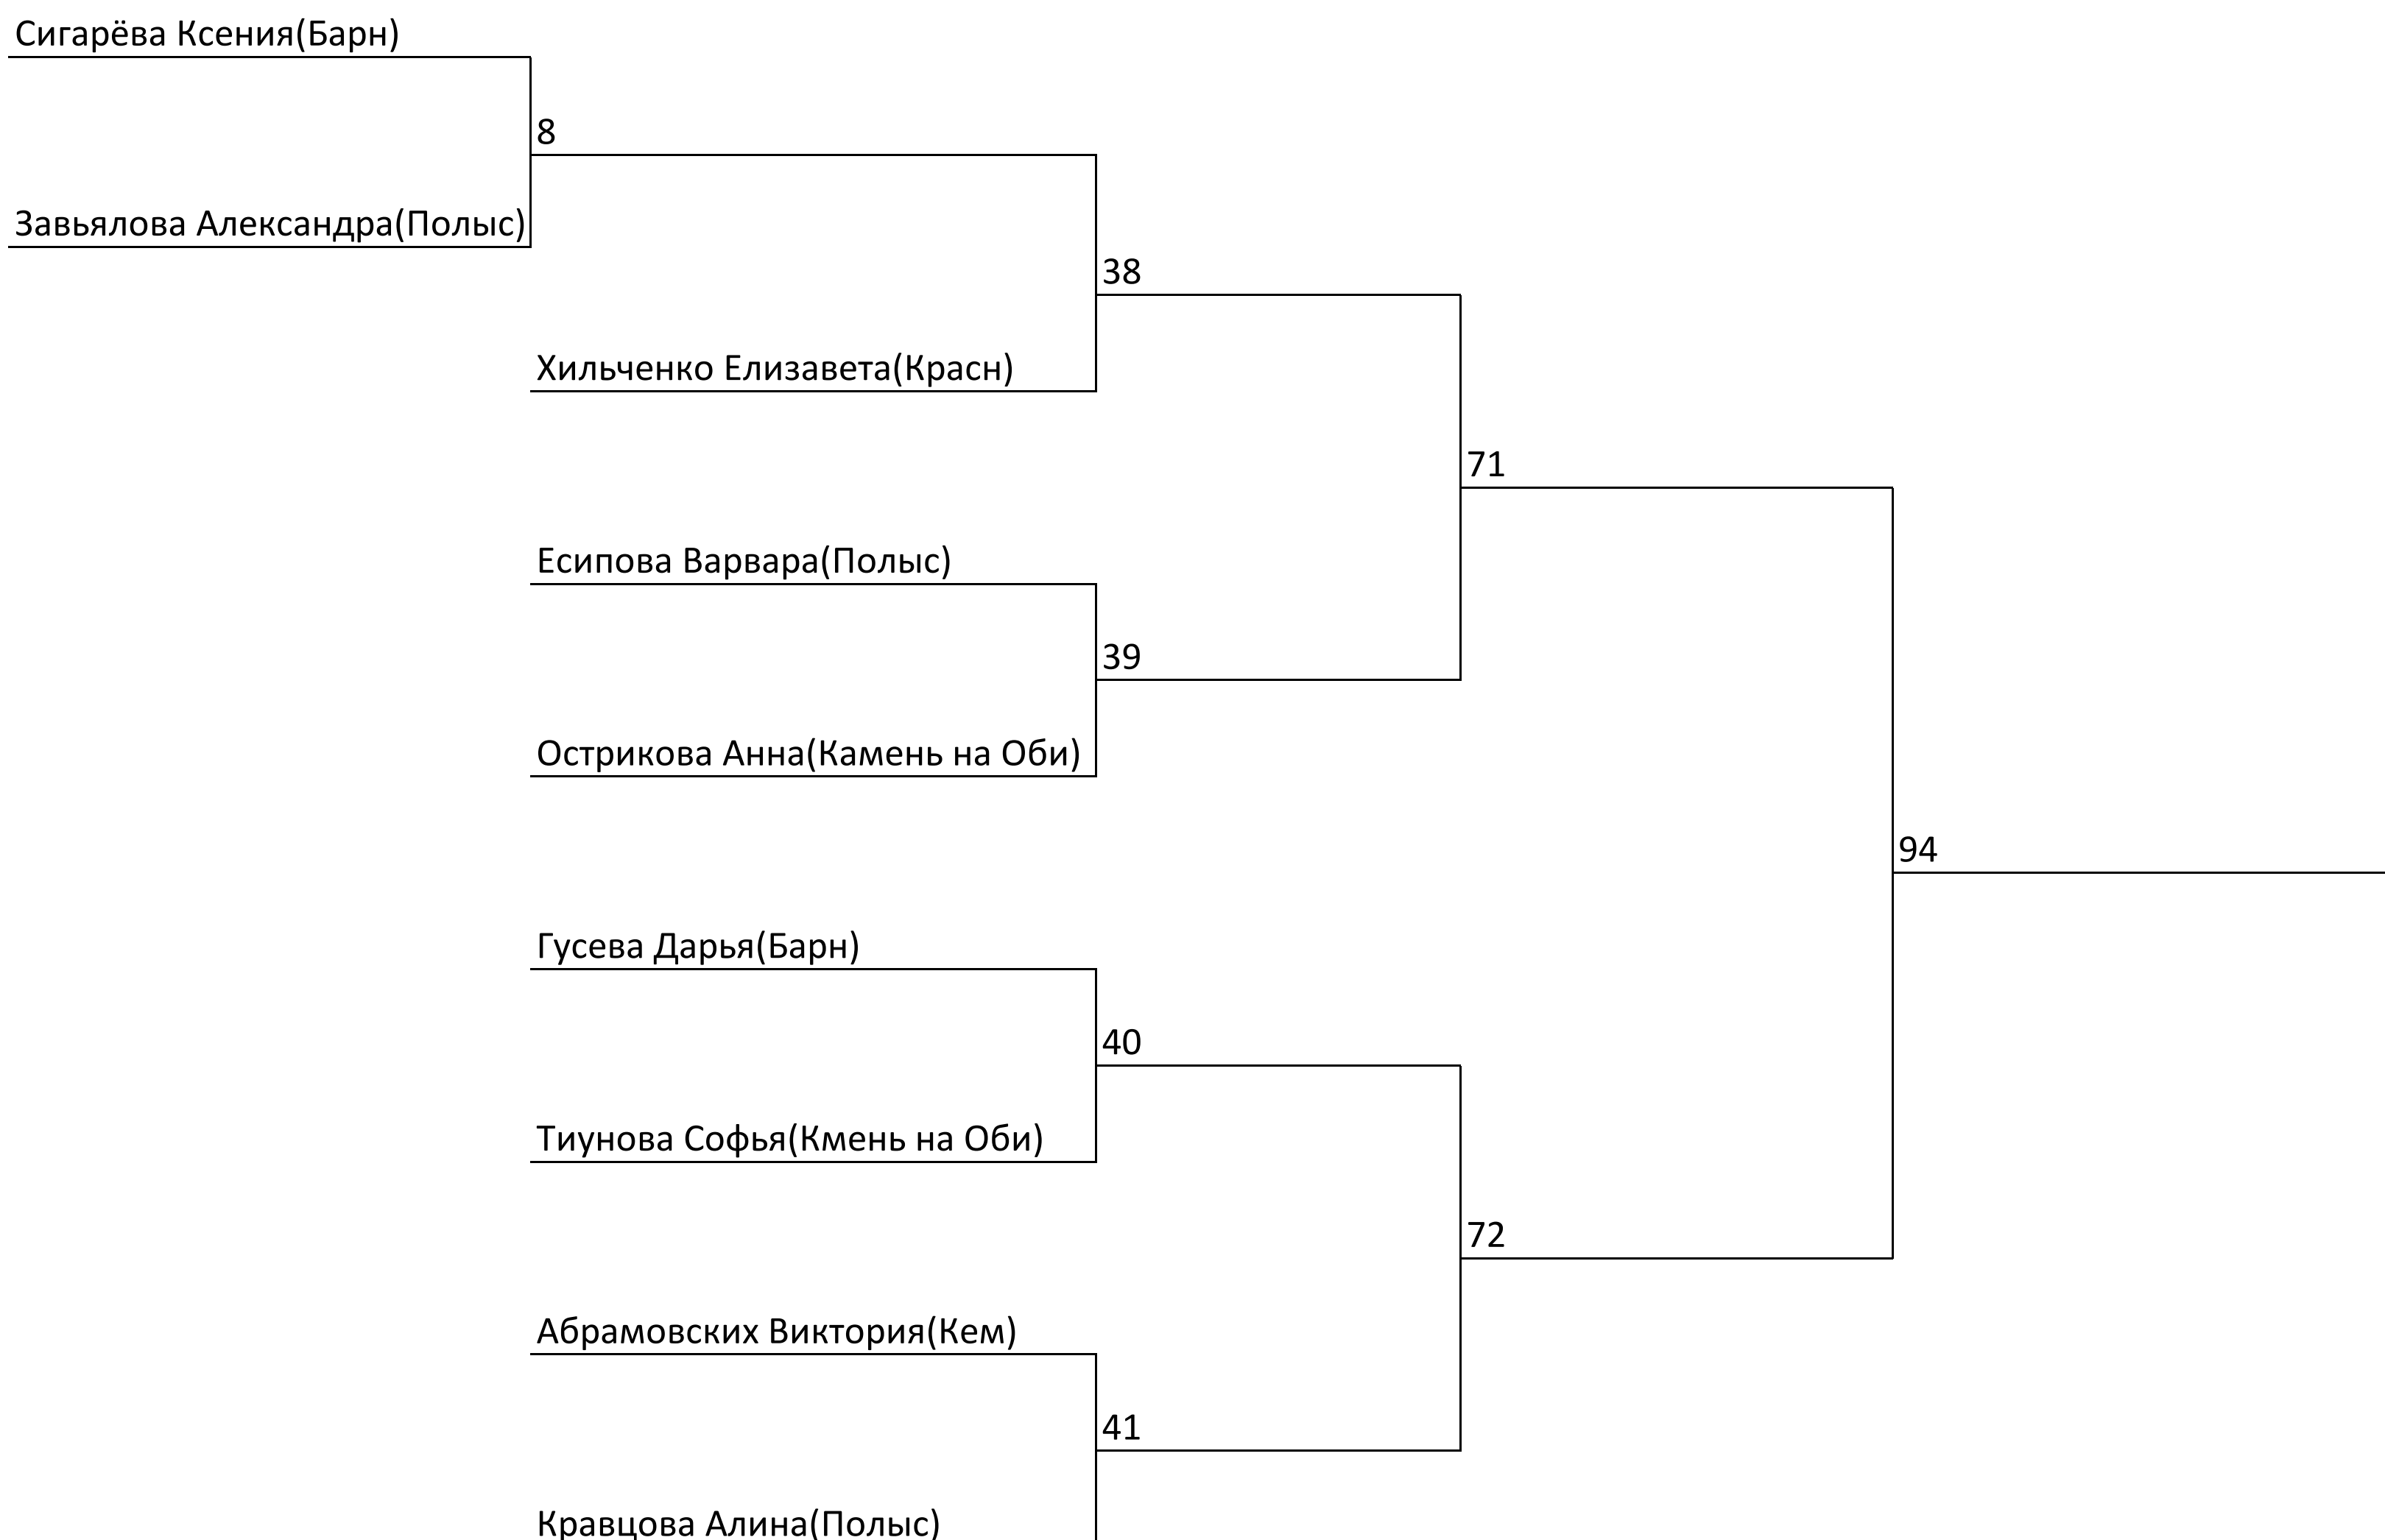 Сигарёва Ксения(Барн)
8
Завьялова Александра(Полыс)
38
Хильченко Елизавета(Красн)
71
Есипова Варвара(Полыс)
39
Острикова Анна(Камень на Оби)
94
Гусева Дарья(Барн)
40
Тиунова Софья(Кмень на Оби)
72
Абрамовских Виктория(Кем)
41
Кравцова Алина(Полыс)